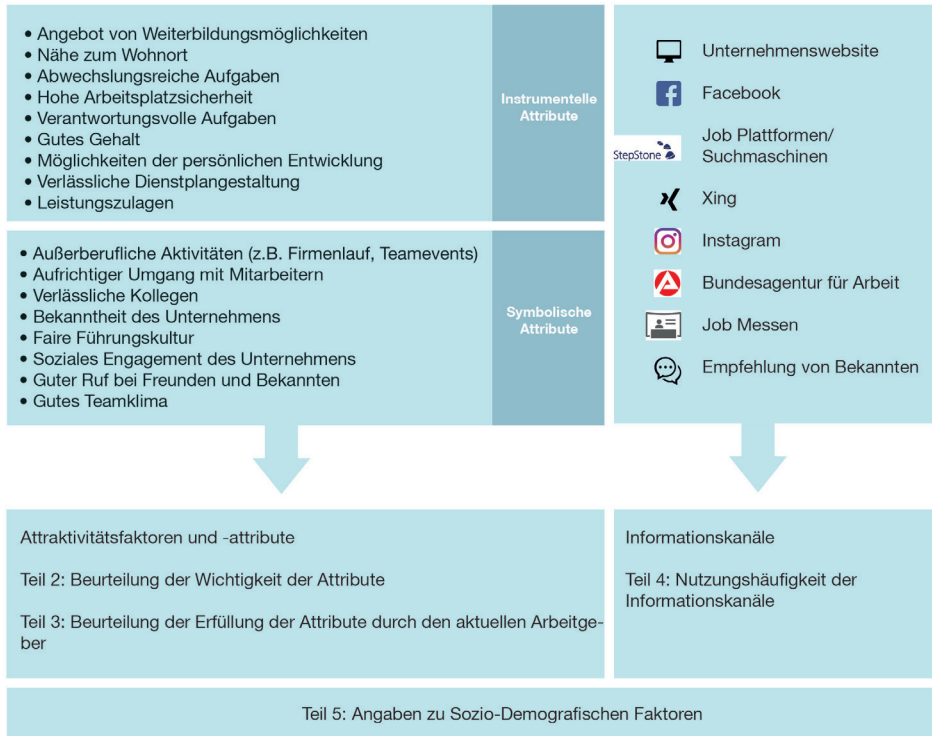 • Angebot von Weiterbildungsmöglichkeiten
• Nähe zum Wohnort
• Abwechslungsreiche Aufgaben
• Hohe Arbeitsplatzsicherheit
• Verantwortungsvolle Aufgaben
• Gutes Gehalt
• Möglichkeiten der persönlichen Entwicklung
• Verlässliche Dienstplangestaltung
• Leistungszulagen
Instrumentelle
Attribute
• Außerberufliche Aktivitäten (z.B. Firmenlauf, Teamevents)
• Aufrichtiger Umgang mit Mitarbeitern
• Verlässliche Kollegen
• Bekanntheit des Unternehmens
• Faire Führungskultur
• Soziales Engagement des Unternehmens
• Guter Ruf bei Freunden und Bekannten
• Gutes Teamklima
Symbolische
Attribute
Unternehmenswebsite
Facebook
StepStone
Job Plattformen/
Suchmaschinen
Xing
Instagram
Bundesagentur für Arbeit
Job Messen
Empfehlung von Bekannten
Attraktivitätsfaktoren und -attribute
Teil 2: Beurteilung der Wichtigkeit der Attribute
Teil 3: Beurteilung der Erfüllung der Attribute durch den aktuellen Arbeitge-
ber
Informationskanäle
Teil 4: Nutzungshäufigkeit der
Informationskanäle
Teil 5: Angaben zu Sozio-Demografischen Faktoren